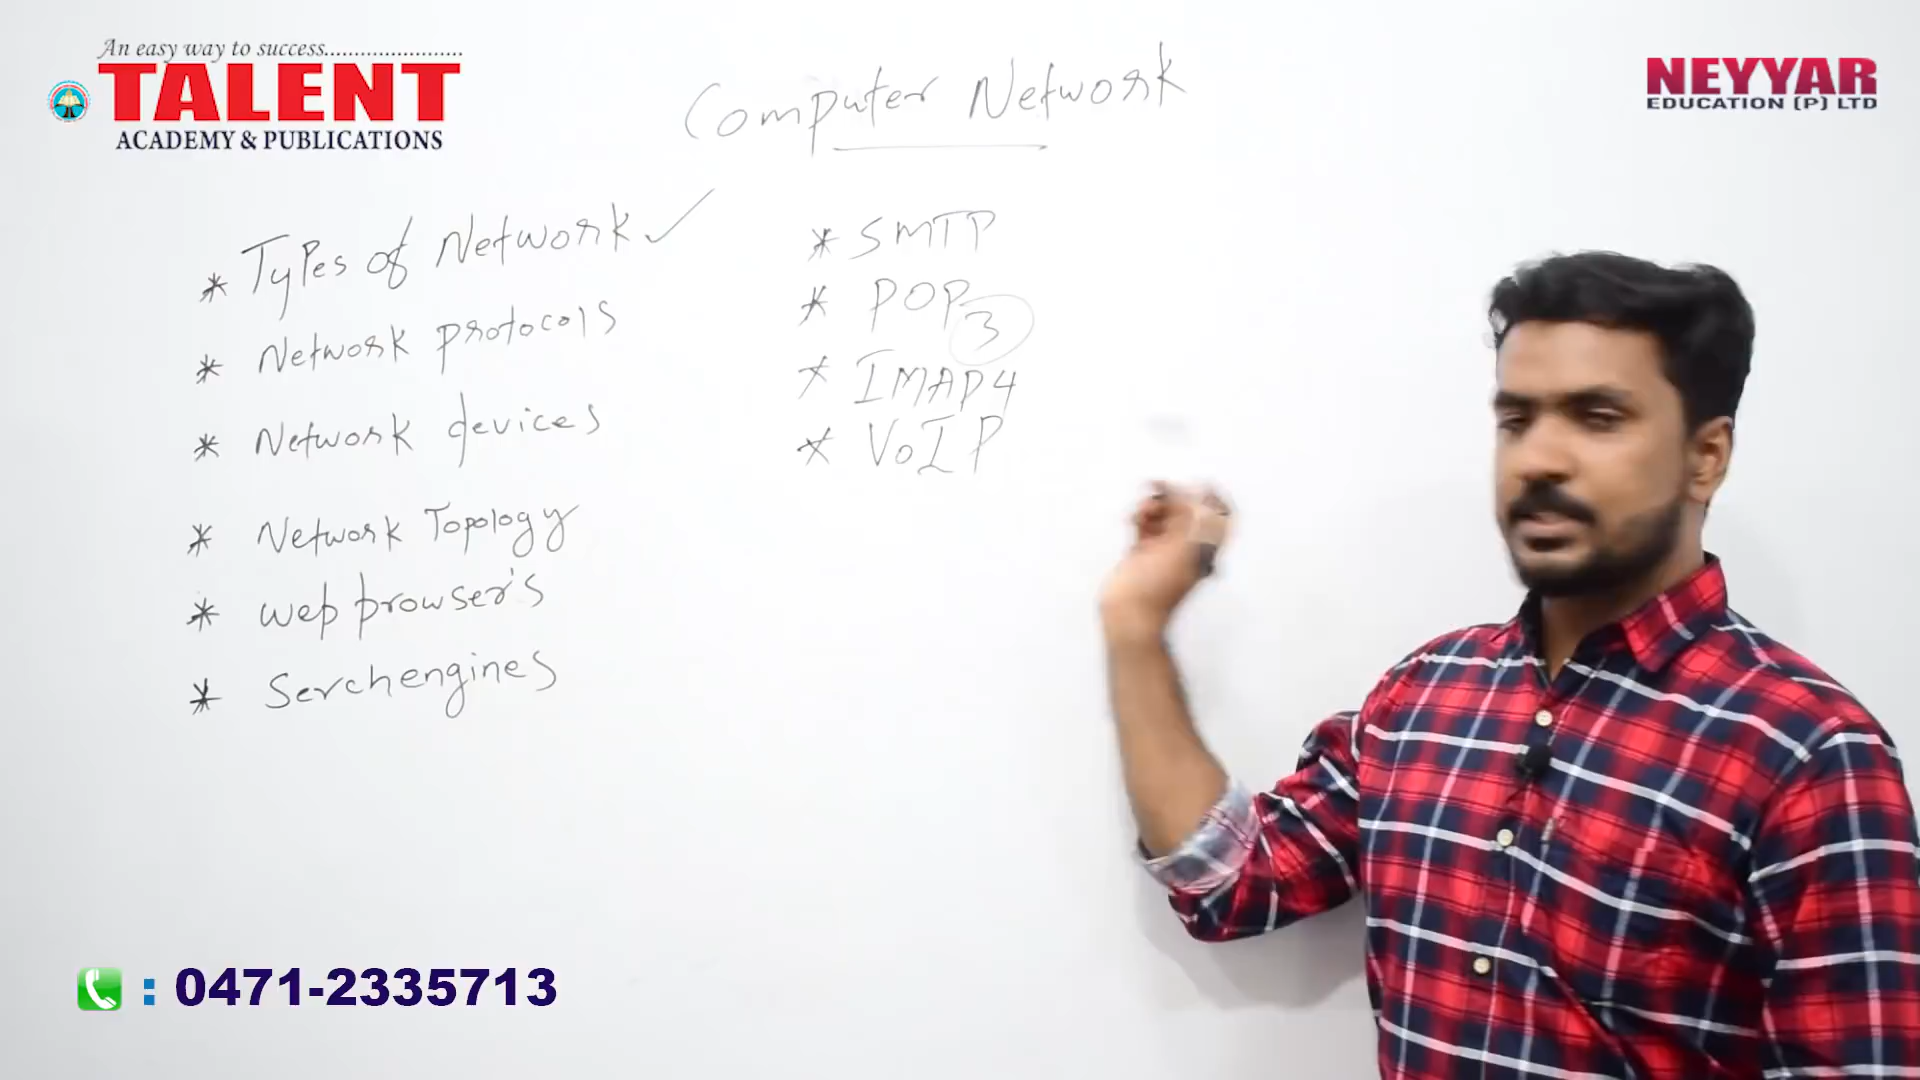 An easy way to success.......................
TALENT
ACADEMY & PUBLICATIONS
NEYYAR
EDUCATION (P) LTD
Computer Network
* Types of Network ✓
* Network protocols
* Network devices
* Network Topology
* web browser's
* Serchengines
* SMTP
* POP3
* IMAP4
* VoIP
: 0471-2335713